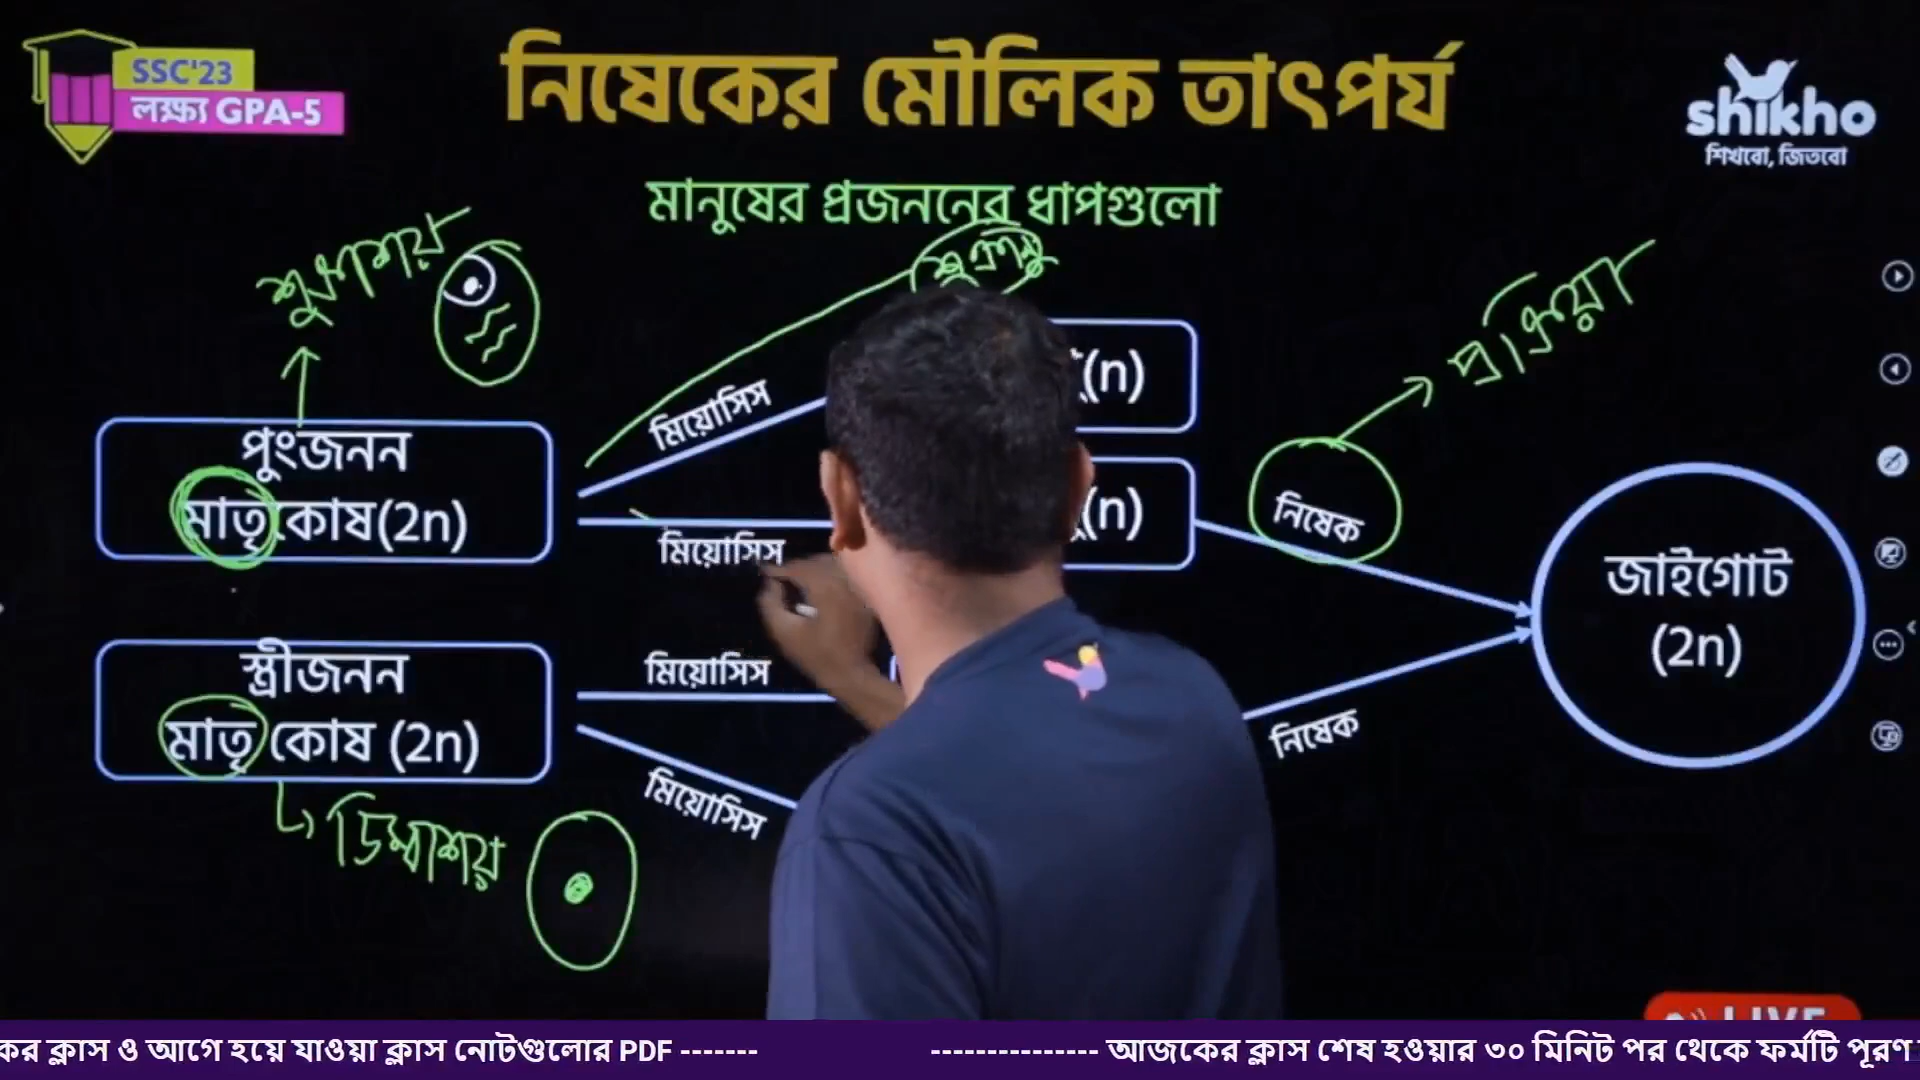 SSC'23
লক্ষ্য GPA-5
নিষেকের মৌলিক তাৎপর্য
shikho
শিখবো, জিতবো
মানুষের প্রজননের ধাপগুলো
শুক্রাশয়
শুক্রাণু
প্রক্রিয়া
পুংজনন
মাতৃকোষ(2n)
মিয়োসিস
(n)
মিয়োসিস
(n)
নিষেক
জাইগোট
(2n)
স্ত্রীজনন
মাতৃ কোষ (2n)
মিয়োসিস
মিয়োসিস
নিষেক
ডিম্বাশয়
LIVE
কর ক্লাস ও আগে হয়ে যাওয়া ক্লাস নোটগুলোর PDF ------- --------------- আজকের ক্লাস শেষ হওয়ার ৩০ মিনিট পর থেকে ফর্মটি পূরণ